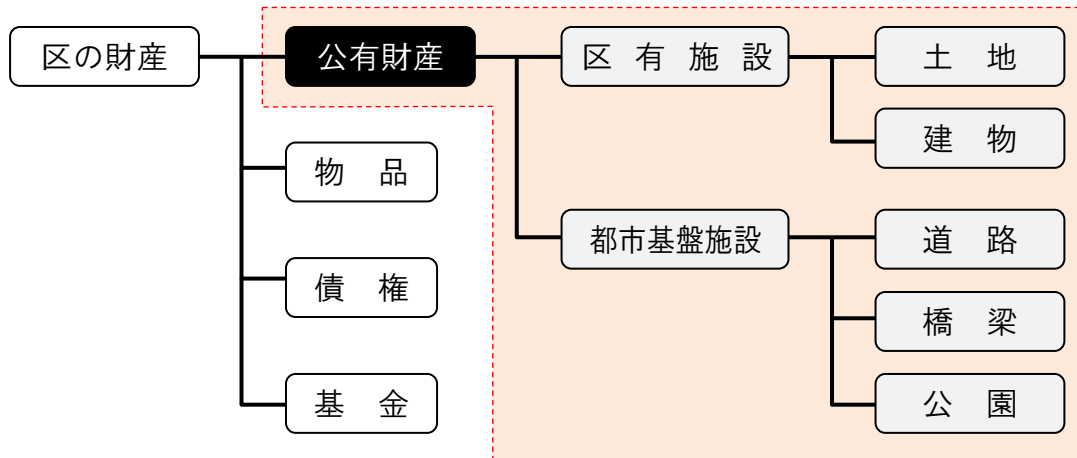 区の財産
公有財産
区有施設
土地
建物
物品
都市基盤施設
道路
債権
橋梁
基金
公園